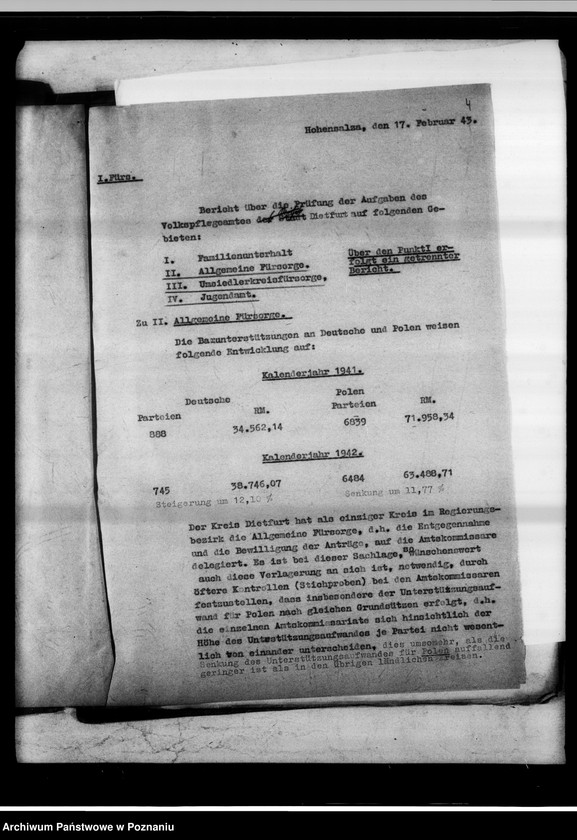 4
Hohensalza, den 17. Februar 43.
I.Fürs.
Bericht über die Prüfung der Aufgaben des
Volkspflegeamtes des Dietfurt auf folgenden Ge-
bieten:
I. Familienunterhalt
II. Allgemeine Fürsorge.
III. Umsiedlerkreisfürsorge,
IV. Jugendamt.
Über den PunktI er-
folgt ein getrennter
Bericht.
Zu II. Allgemeine Fürsorge.
Die Barunterstützungen an Deutsche und Polen weisen
folgende Entwicklung auf:
Kalenderjahr 1941.
Deutsche Polen
Parteien RM. Parteien RM.
888 34.562,14 6839 71.958,34
Kalenderjahr 1942.
745 38.746,07 6484 63.488,71
Steigerung um 12,10 % Senkung um 11,77 %
Der Kreis Dietfurt hat als einziger Kreis im Regierungs-
bezirk die Allgemeine Fürsorge, d.h. die Entgegennahme
und die Bewilligung der Anträge, auf die Amtskommissare
delegiert. Es ist bei dieser Sachlage, so wünschenswert
auch diese Verlagerung an sich ist, notwendig, durch
öftere Kontrollen (Stichproben) bei den Amtskommissaren
festzustellen, dass insbesondere der Unterstützungsauf-
wand für Polen nach gleichen Grundsätzen erfolgt, d.h.
die einzelnen Amtskommissariate sich hinsichtlich der
Höhe des Unterstützungsaufwandes je Partei nicht wesent-
lich von einander unterscheiden, dies umsomehr, als die
Senkung des Unterstützungsaufwandes für Polen auffallend
geringer ist als in den übrigen ländlichen Kreisen.
Archiwum Państwowe w Poznaniu